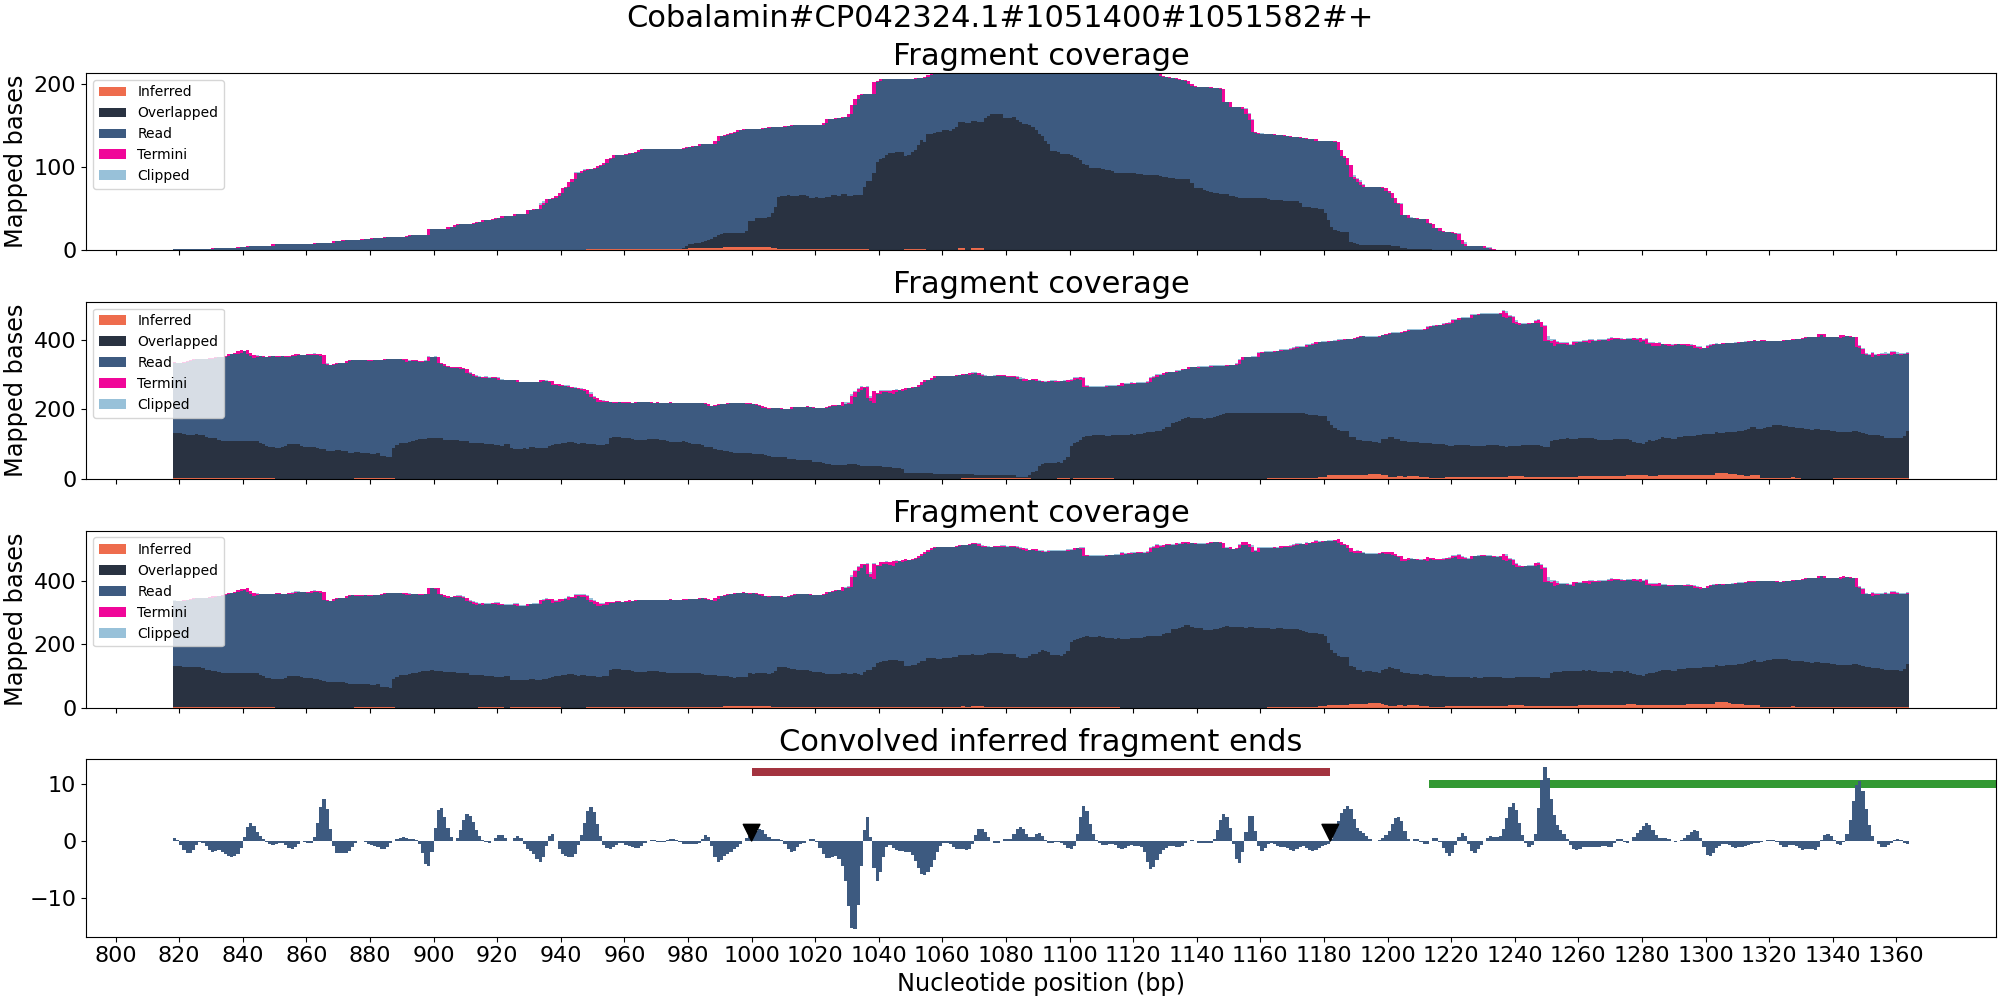 Cobalamin#CP042324.1#1051400#1051582#+
Fragment coverage
Mapped bases
200
100
0
Inferred
Overlapped
Read
Termini
Clipped
Fragment coverage
Mapped bases
400
200
0
Inferred
Overlapped
Read
Termini
Clipped
Fragment coverage
Mapped bases
400
200
0
Inferred
Overlapped
Read
Termini
Clipped
Convolved inferred fragment ends
10
0
−10
800 820 840 860 880 900 920 940 960 980 1000 1020 1040 1060 1080 1100 1120 1140 1160 1180 1200 1220 1240 1260 1280 1300 1320 1340 1360
Nucleotide position (bp)